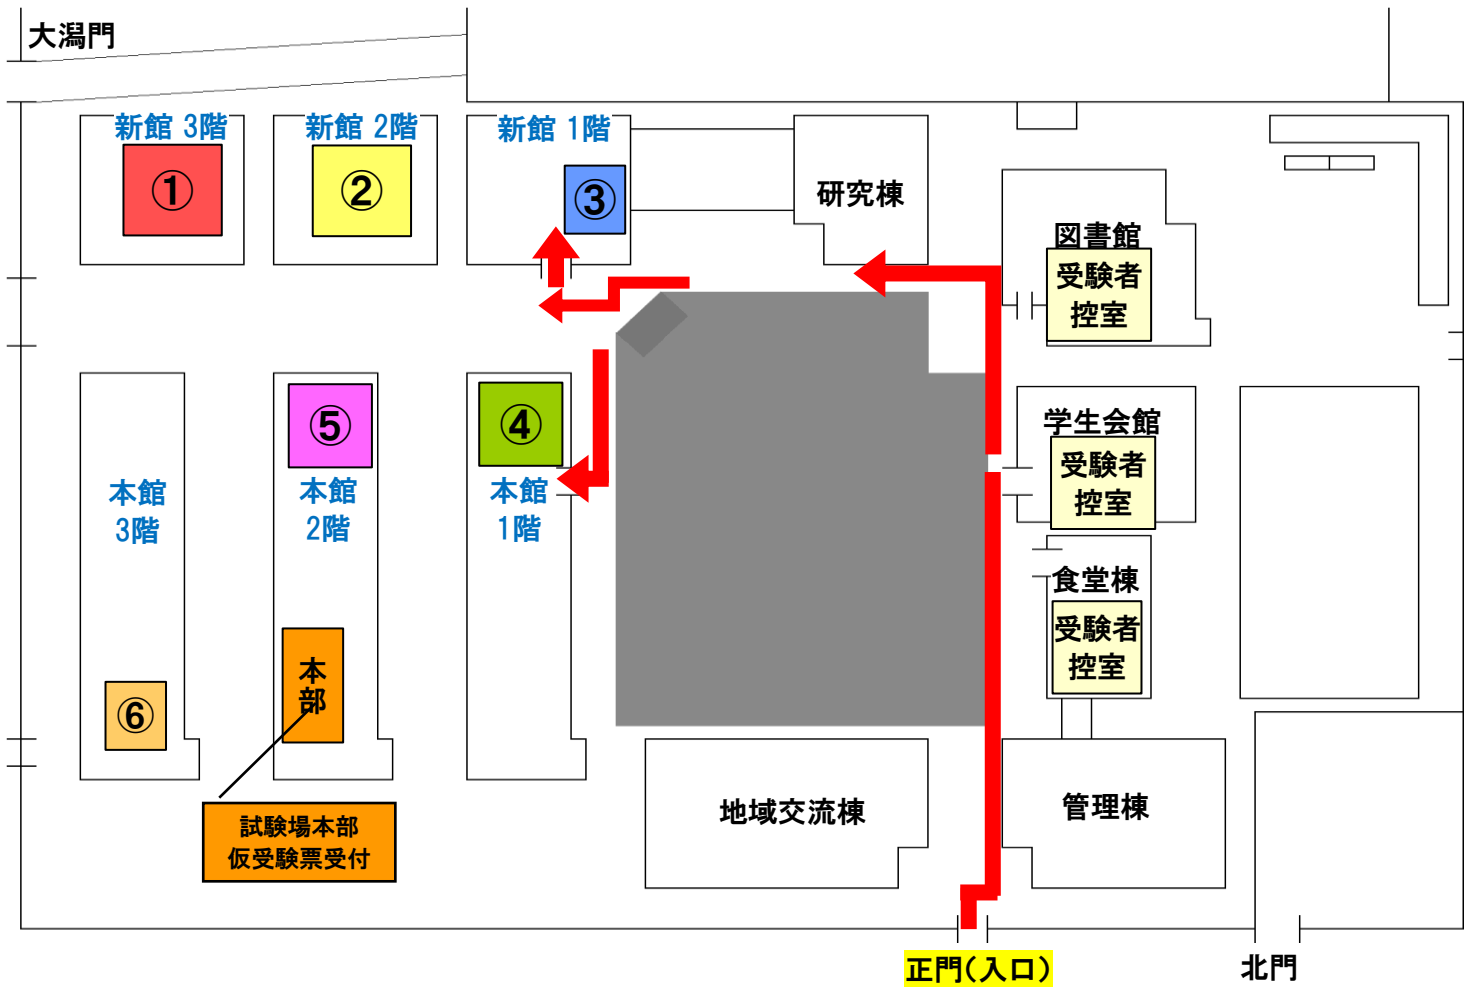 大潟門
新館 3階
新館 2階
新館 1階
①
②
③
研究棟
図書館
受験者
控室
学生会館
受験者
控室
⑤
④
本館
3階
本館
2階
本館
1階
食堂棟
受験者
控室
本
部
⑥
試験場本部
仮受験票受付
地域交流棟
管理棟
正門(入口)
北門